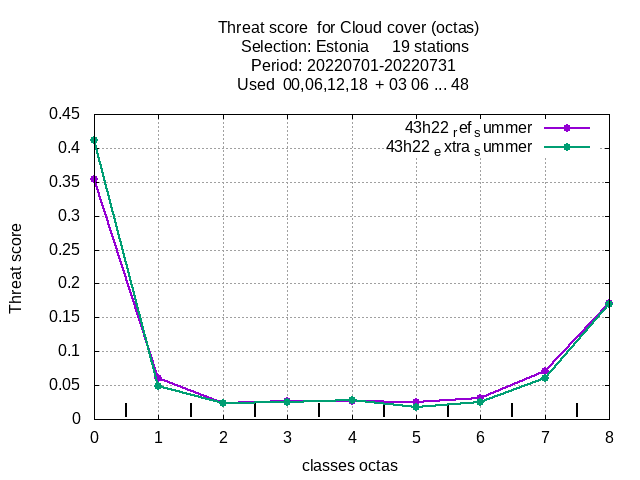 Threat score  for Cloud cover (octas)
Selection: Estonia     19 stations
Period: 20220701-20220731
Used  00,06,12,18  + 03 06 ... 48
43h22 ref summer
43h22 extra summer
0.45
0.4
0.35
0.3
0.25
0.2
0.15
0.1
0.05
0
Threat score
0 1 2 3 4 5 6 7 8
classes octas